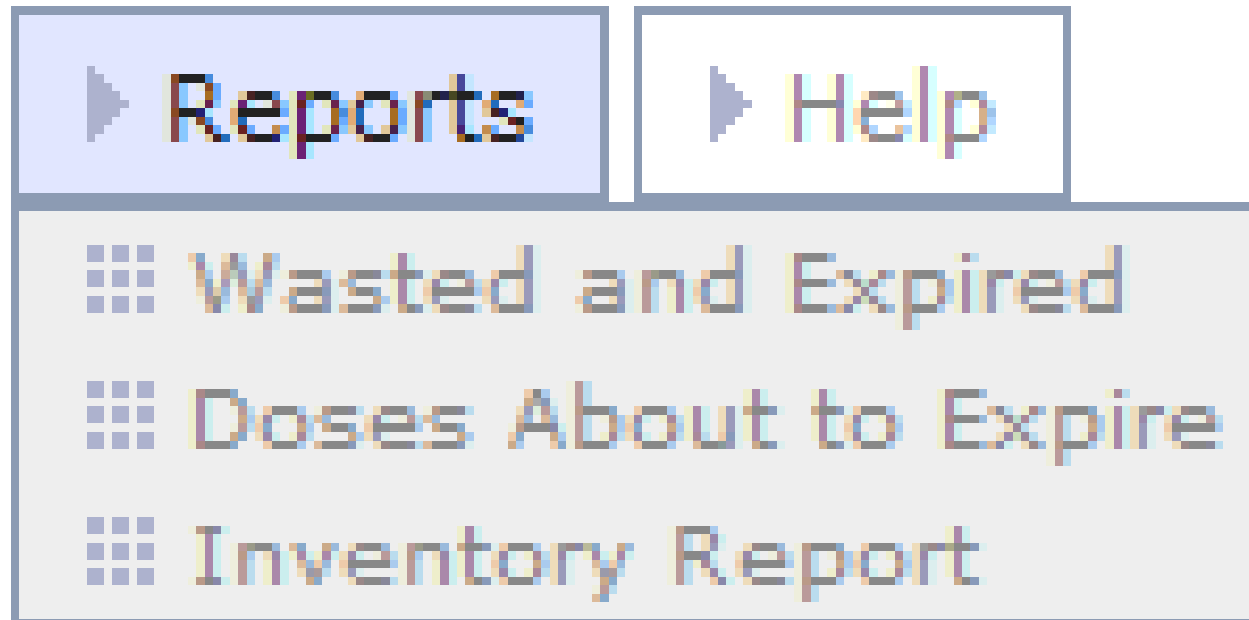 Reports Help
Wasted and Expired
Doses About to Expire
Inventory Report